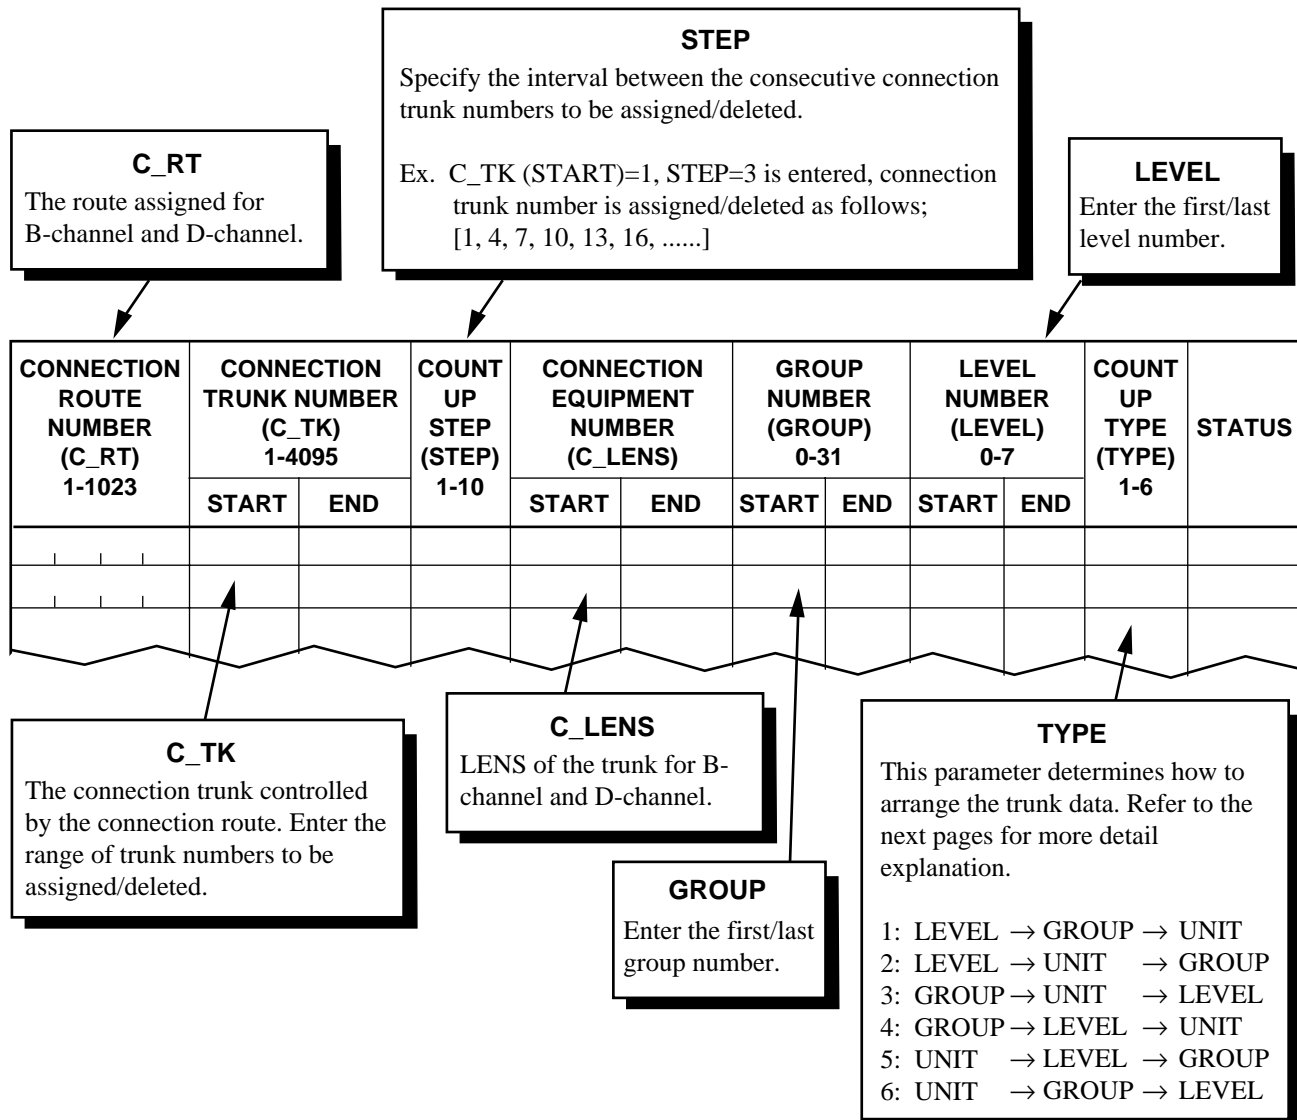 STEP
Specify the interval between the consecutive connection
trunk numbers to be assigned/deleted.
Ex. C_TK (START)=1, STEP=3 is entered, connection
trunk number is assigned/deleted as follows;
[1, 4, 7, 10, 13, 16, ......]
C_RT
The route assigned for
B-channel and D-channel.
LEVEL
Enter the first/last
level number.
CONNECTION
ROUTE
NUMBER
(C_RT)
1-1023
CONNECTION
TRUNK NUMBER
(C_TK)
1-4095
START END
COUNT
UP
STEP
(STEP)
1-10
CONNECTION
EQUIPMENT
NUMBER
(C_LENS)
START END
GROUP
NUMBER
(GROUP)
0-31
START END
LEVEL
NUMBER
(LEVEL)
0-7
START END
COUNT
UP
TYPE
(TYPE)
1-6
STATUS
C_TK
The connection trunk controlled
by the connection route. Enter the
range of trunk numbers to be
assigned/deleted.
C_LENS
LENS of the trunk for B-
channel and D-channel.
GROUP
Enter the first/last
group number.
TYPE
This parameter determines how to
arrange the trunk data. Refer to the
next pages for more detail
explanation.
1: LEVEL → GROUP → UNIT
2: LEVEL → UNIT → GROUP
3: GROUP → UNIT → LEVEL
4: GROUP → LEVEL → UNIT
5: UNIT → LEVEL → GROUP
6: UNIT → GROUP → LEVEL